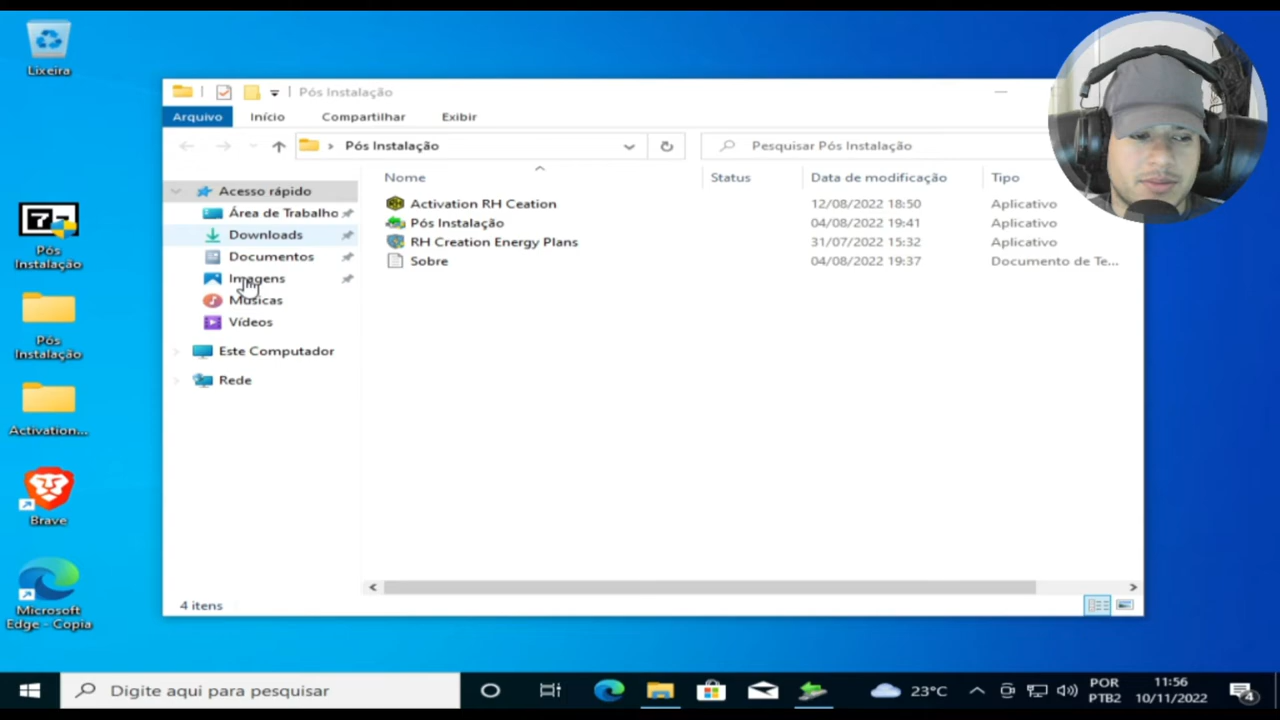 Lixeira
Pós
Instalação
Pós
Instalação
Activation...
Brave
Microsoft
Edge - Copia
Pós Instalação
Arquivo
Início
Compartilhar
Exibir
Pós Instalação
Pesquisar Pós Instalação
Acesso rápido
Área de Trabalho
Downloads
Documentos
Imagens
Músicas
Vídeos
Este Computador
Rede
Nome
Status
Data de modificação
Tipo
Activation RH Ceation
12/08/2022 18:50
Aplicativo
Pós Instalação
04/08/2022 19:41
Aplicativo
RH Creation Energy Plans
31/07/2022 15:32
Aplicativo
Sobre
04/08/2022 19:37
Documento de Te...
4 itens
Digite aqui para pesquisar
23°C
POR
PTB2
11:56
10/11/2022
4